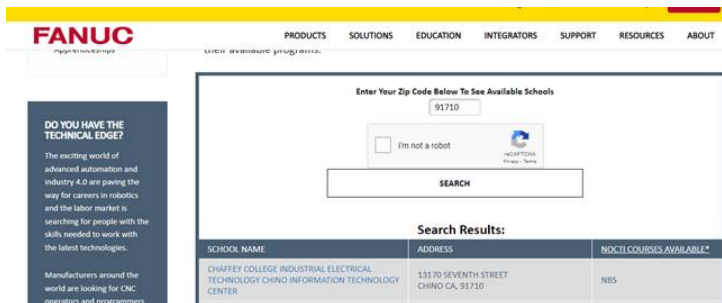 FANUC
PRODUCTS SOLUTIONS EDUCATION INTEGRATORS SUPPORT RESOURCES ABOUT
Apprenticeships
their available programs.
Enter Your Zip Code Below To See Available Schools
91710
I'm not a robot
reCAPTCHA
Privacy - Terms
SEARCH
DO YOU HAVE THE
TECHNICAL EDGE?
The exciting world of
advanced automation and
industry 4.0 are paving the
way for careers in robotics
and the labor market is
searching for people with the
skills needed to work with
the latest technologies.
Manufacturers around the
world are looking for CNC
operators and programmers
Search Results:
SCHOOL NAME ADDRESS NOCTI COURSES AVAILABLE*
CHAFFEY COLLEGE INDUSTRIAL ELECTRICAL
TECHNOLOGY CHINO INFORMATION TECHNOLOGY
CENTER
13170 SEVENTH STREET
CHINO CA, 91710
NBS